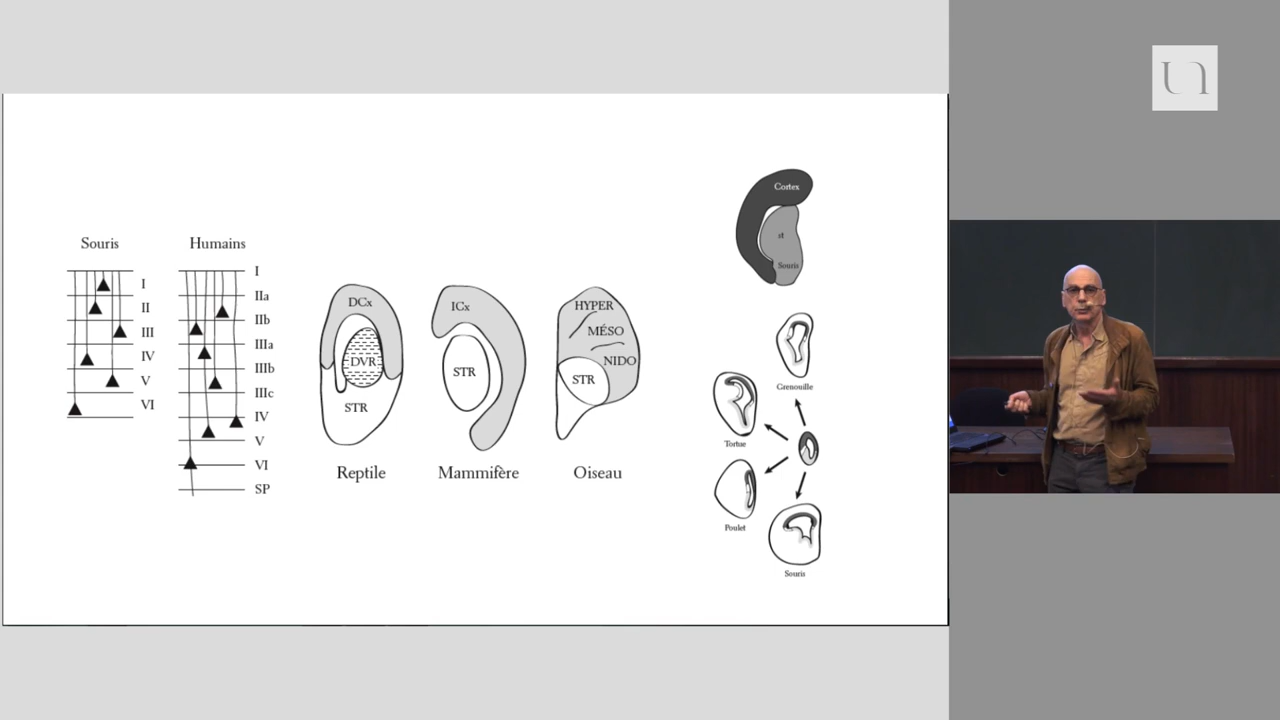 Souris
I
II
III
IV
V
VI
Humains
I
IIa
IIb
IIIa
IIIb
IIIc
IV
V
VI
SP
DCx
DVR
STR
Reptile
ICx
STR
Mammifère
HYPER
MÉSO
NIDO
STR
Oiseau
Cortex
st
Souris
Grenouille
Tortue
Poulet
Souris